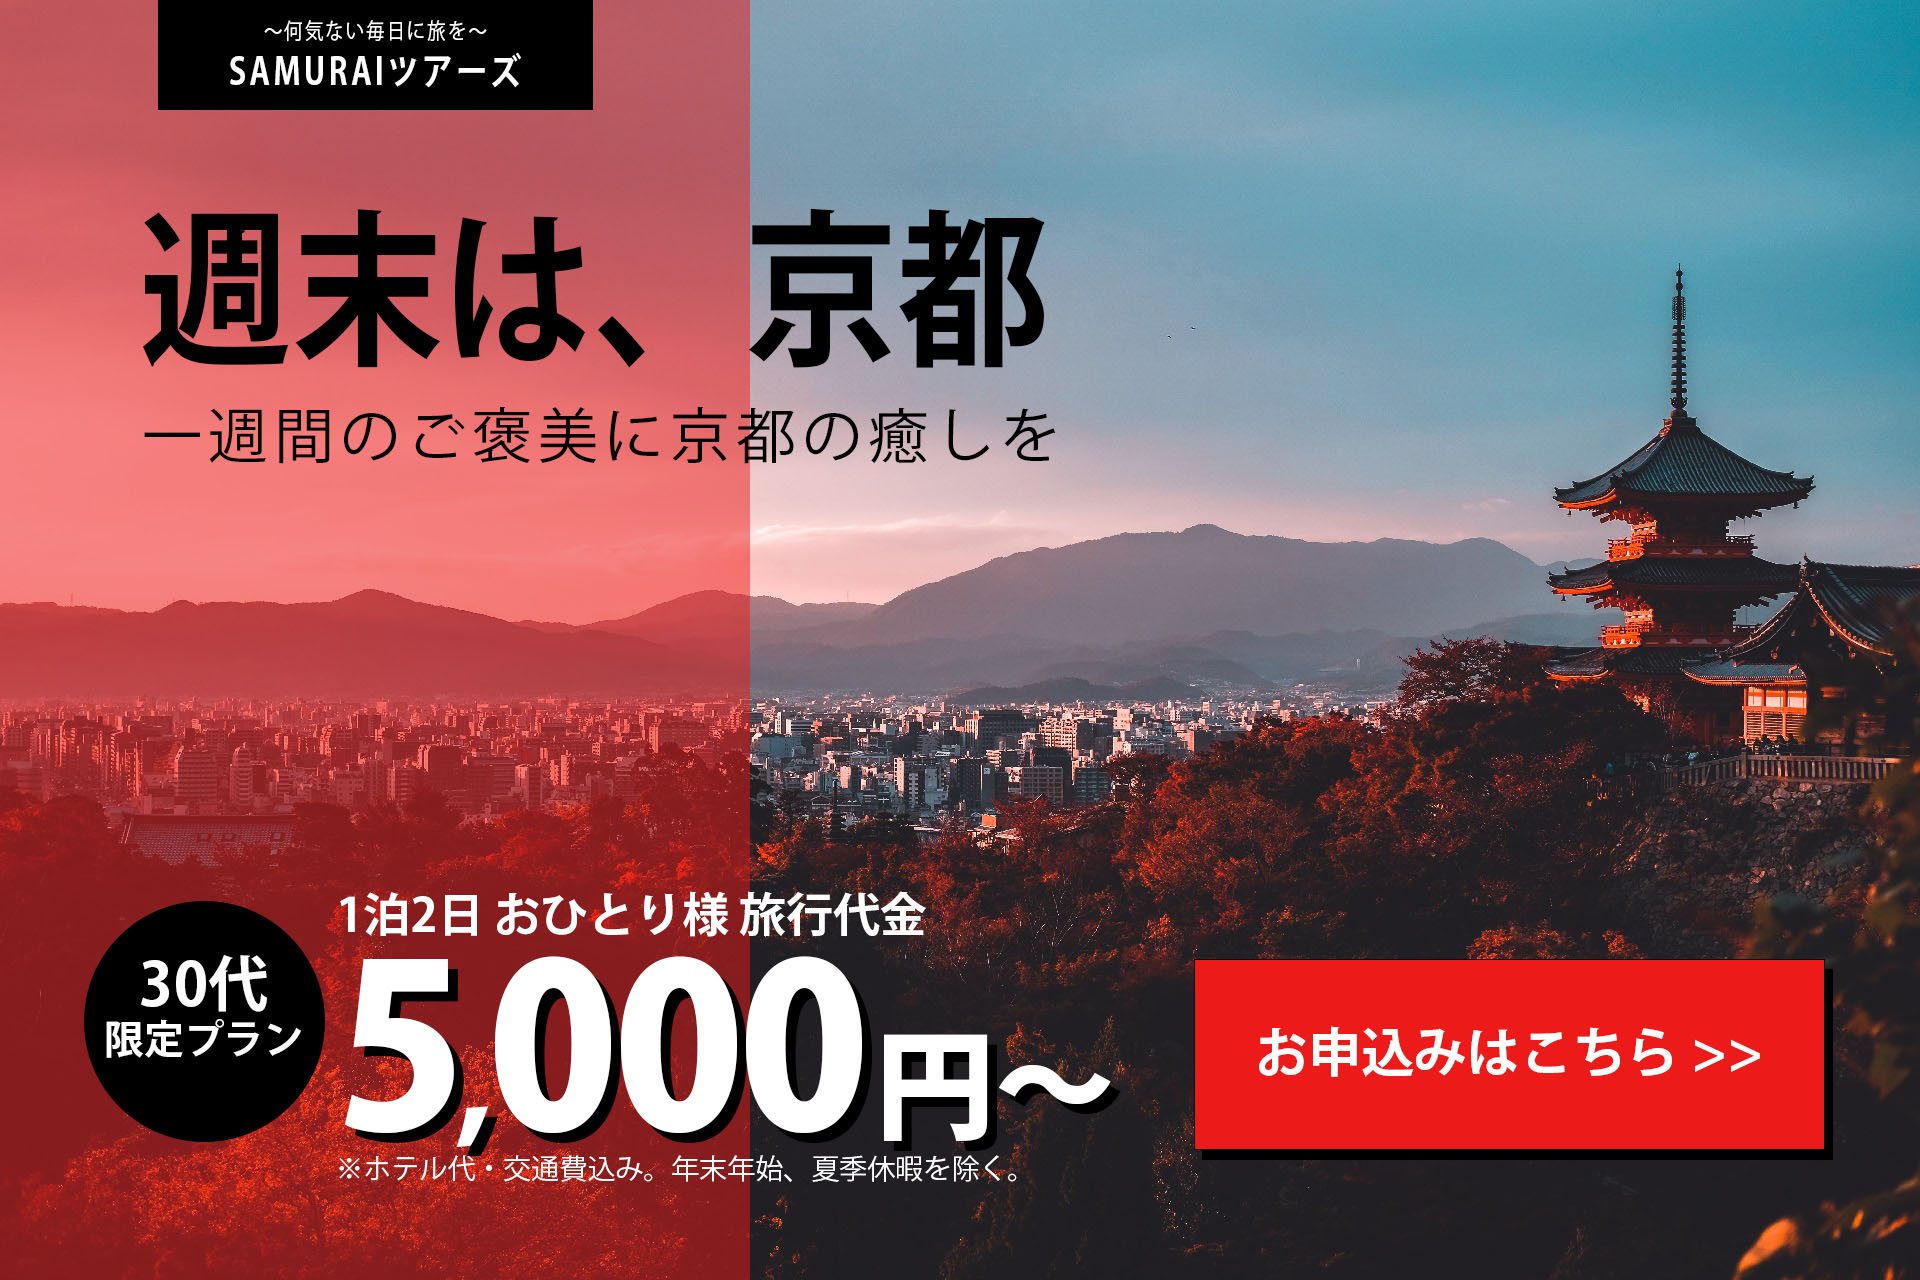 ～何気ない毎日に旅を～
SAMURAIツアーズ
週末は、京都
一週間のご褒美に京都の癒しを
1泊2日 おひとり様 旅行代金
30代
限定プラン
5,000円～
※ホテル代・交通費込み。年末年始、夏季休暇を除く。
お申込みはこちら >>